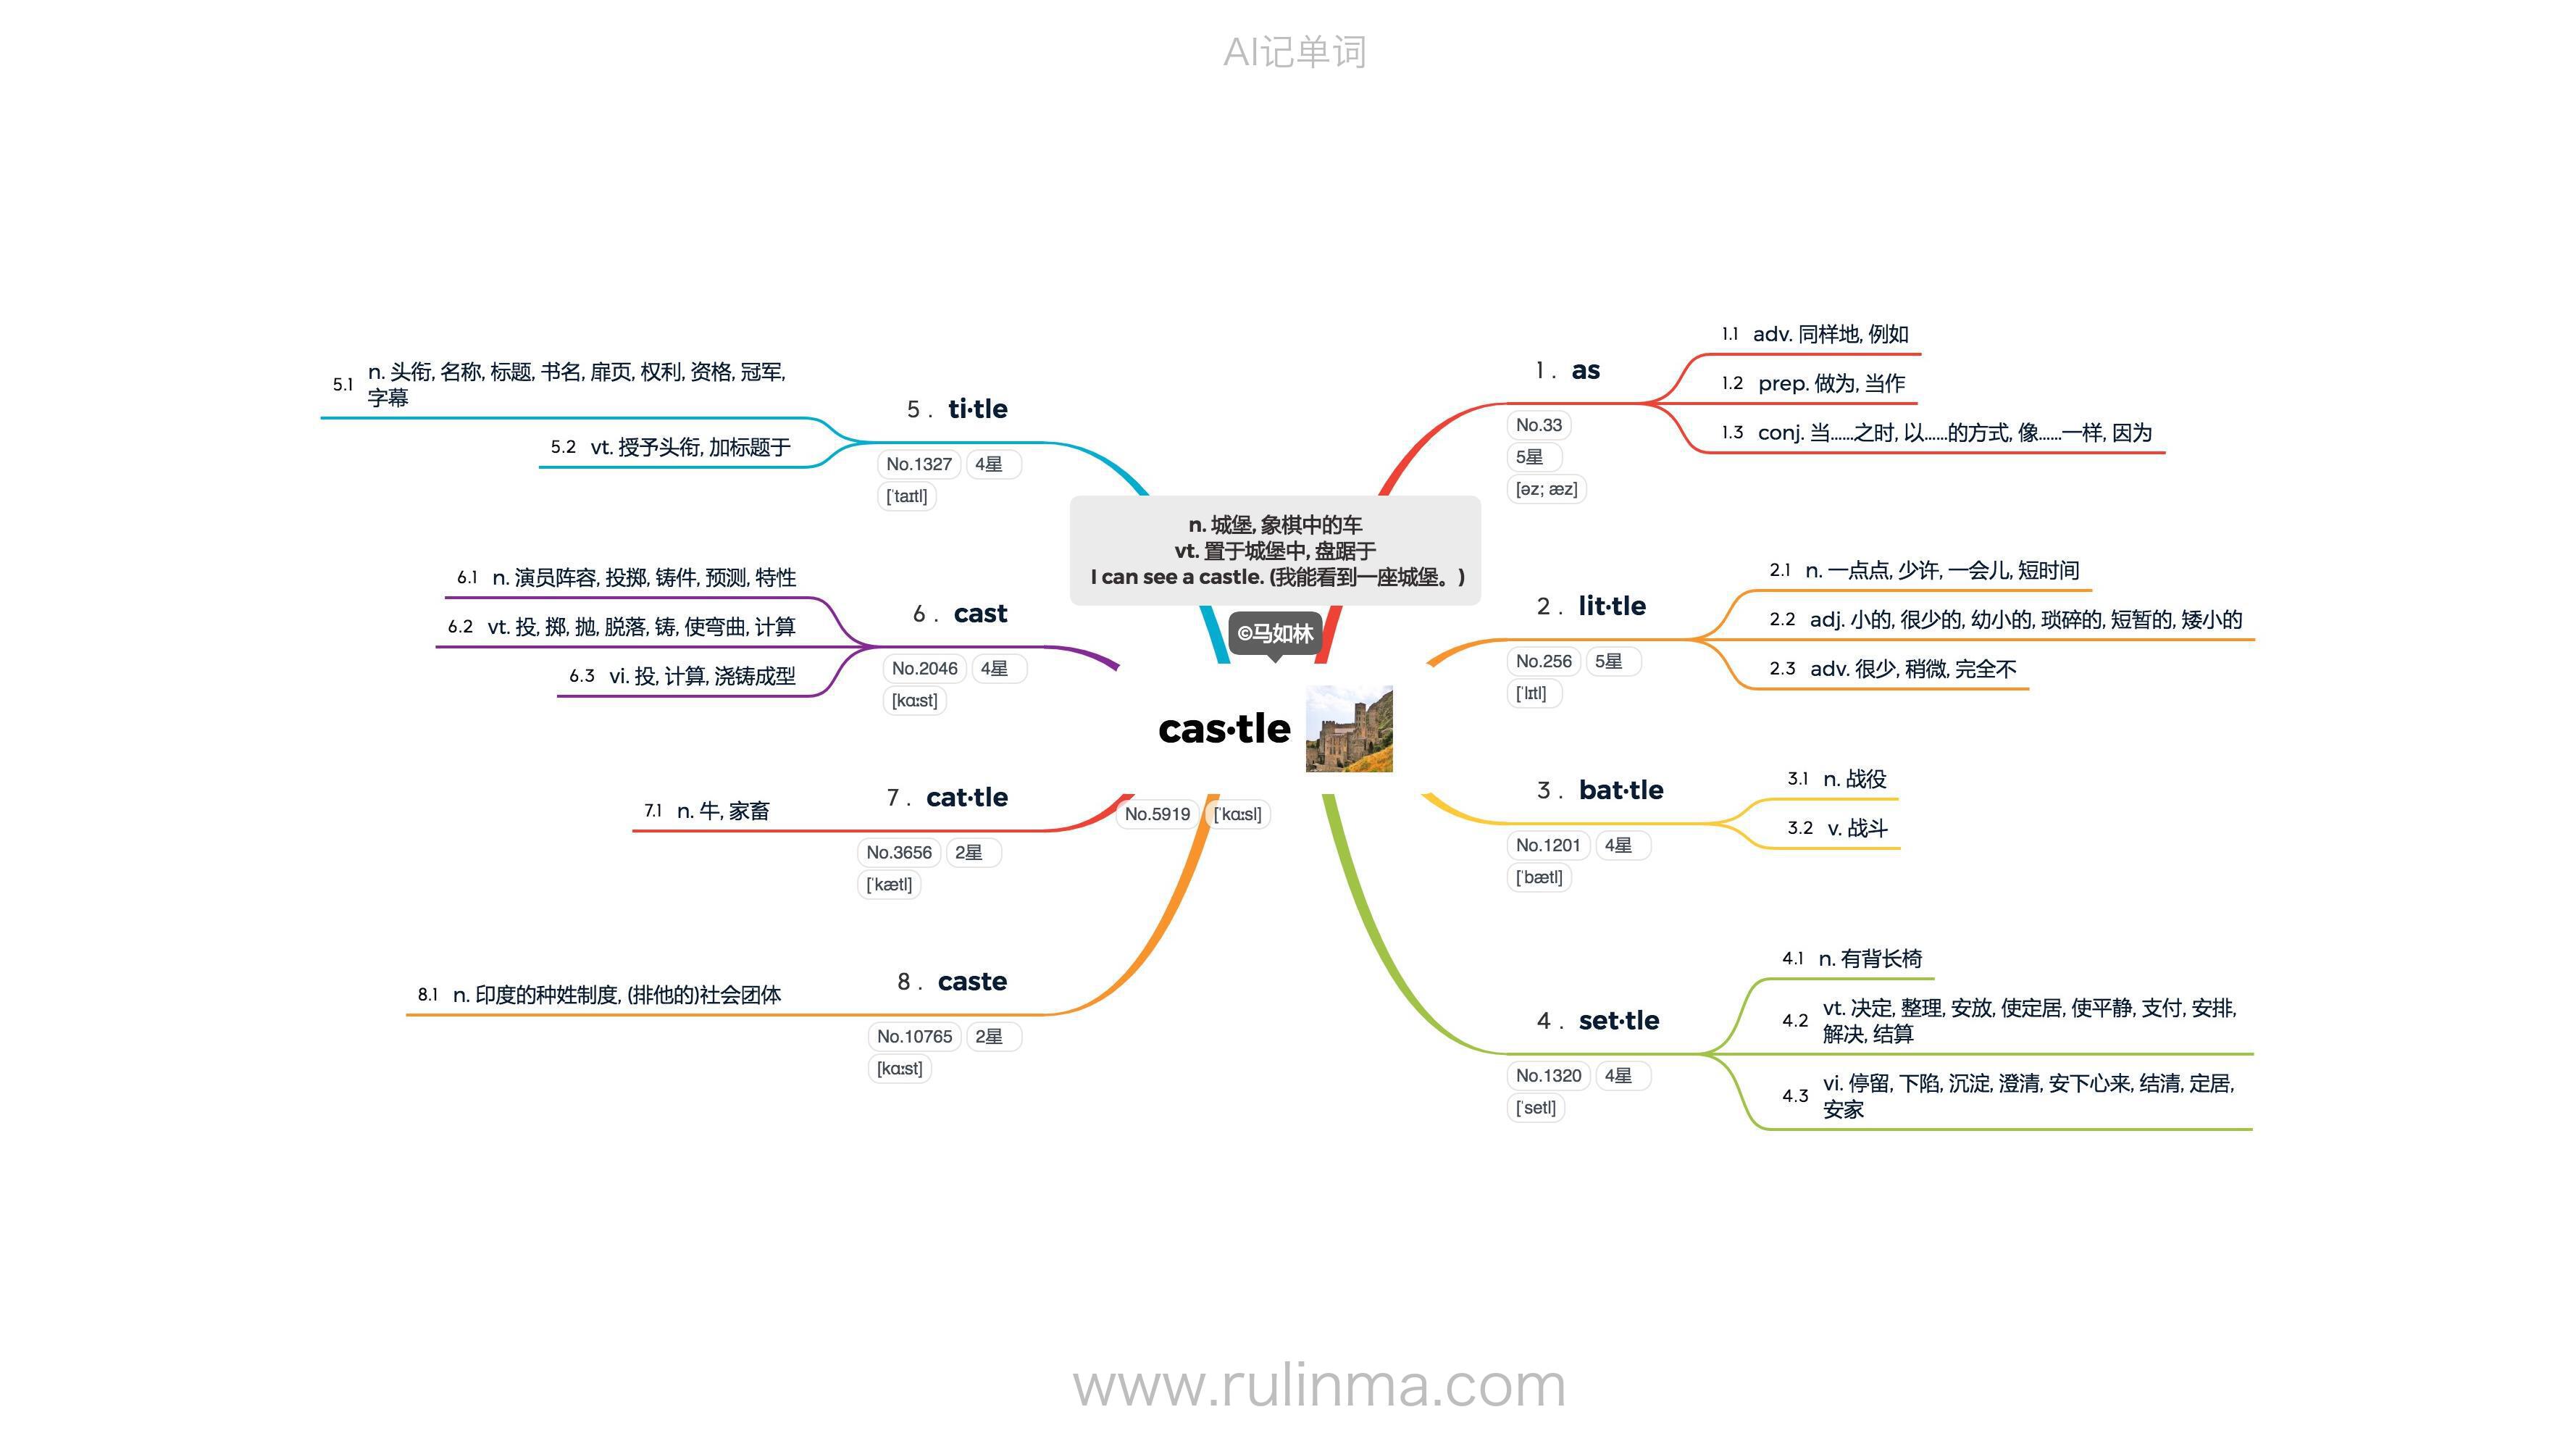 AI记单词
n. 城堡, 象棋中的车
vt. 置于城堡中, 盘踞于
I can see a castle. (我能看到一座城堡。)
©马如林
cas·tle
No.5919 [ˈkɑːsl]
1 . as
No.33
5星
[əz; æz]
1.1 adv. 同样地, 例如
1.2 prep. 做为, 当作
1.3 conj. 当……之时, 以……的方式, 像……一样, 因为
2 . lit·tle
No.256 5星
[ˈlɪtl]
2.1 n. 一点点, 少许, 一会儿, 短时间
2.2 adj. 小的, 很少的, 幼小的, 琐碎的, 短暂的, 矮小的
2.3 adv. 很少, 稍微, 完全不
3 . bat·tle
No.1201 4星
[ˈbætl]
3.1 n. 战役
3.2 v. 战斗
4 . set·tle
No.1320 4星
[ˈsetl]
4.1 n. 有背长椅
4.2 vt. 决定, 整理, 安放, 使定居, 使平静, 支付, 安排,
解决, 结算
4.3 vi. 停留, 下陷, 沉淀, 澄清, 安下心来, 结清, 定居,
安家
5 . ti·tle
No.1327 4星
[ˈtaɪtl]
5.1 n. 头衔, 名称, 标题, 书名, 扉页, 权利, 资格, 冠军,
字幕
5.2 vt. 授予头衔, 加标题于
6 . cast
No.2046 4星
[kɑːst]
6.1 n. 演员阵容, 投掷, 铸件, 预测, 特性
6.2 vt. 投, 掷, 抛, 脱落, 铸, 使弯曲, 计算
6.3 vi. 投, 计算, 浇铸成型
7 . cat·tle
No.3656 2星
[ˈkætl]
7.1 n. 牛, 家畜
8 . caste
No.10765 2星
[kɑːst]
8.1 n. 印度的种姓制度, (排他的)社会团体
www.rulinma.com